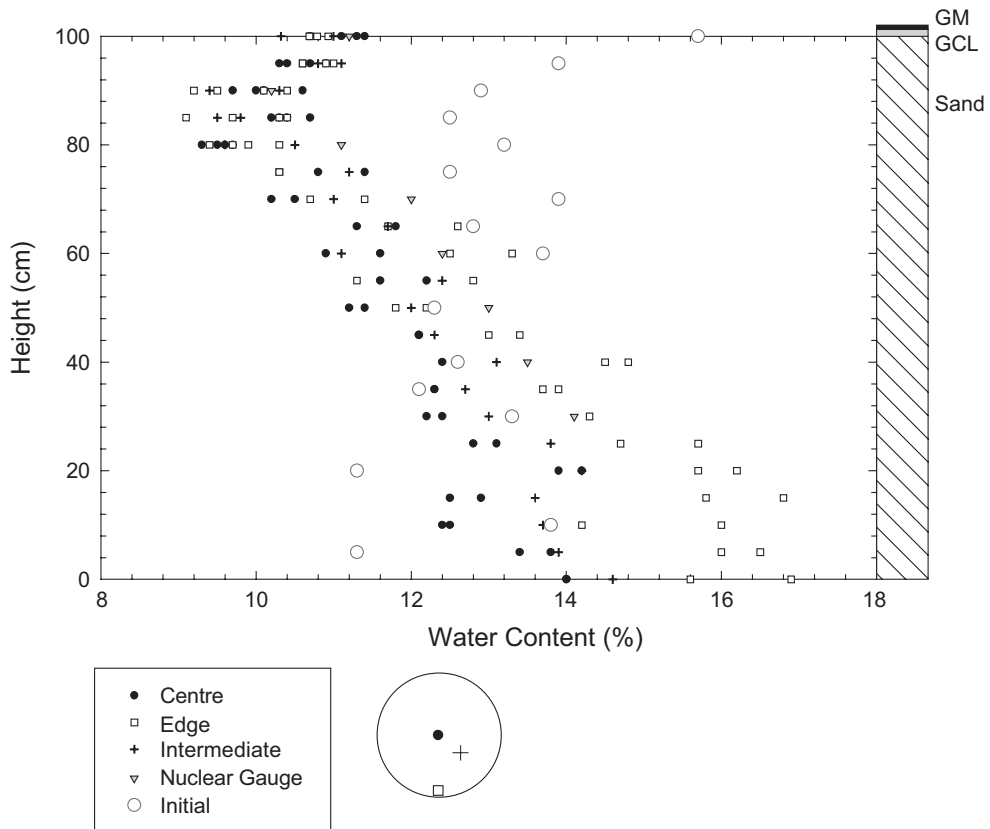 GM
GCL
Sand
100
80
60
40
20
0
Height (cm)
8 10 12 14 16 18
Water Content (%)
Centre
Edge
Intermediate
Nuclear Gauge
Initial